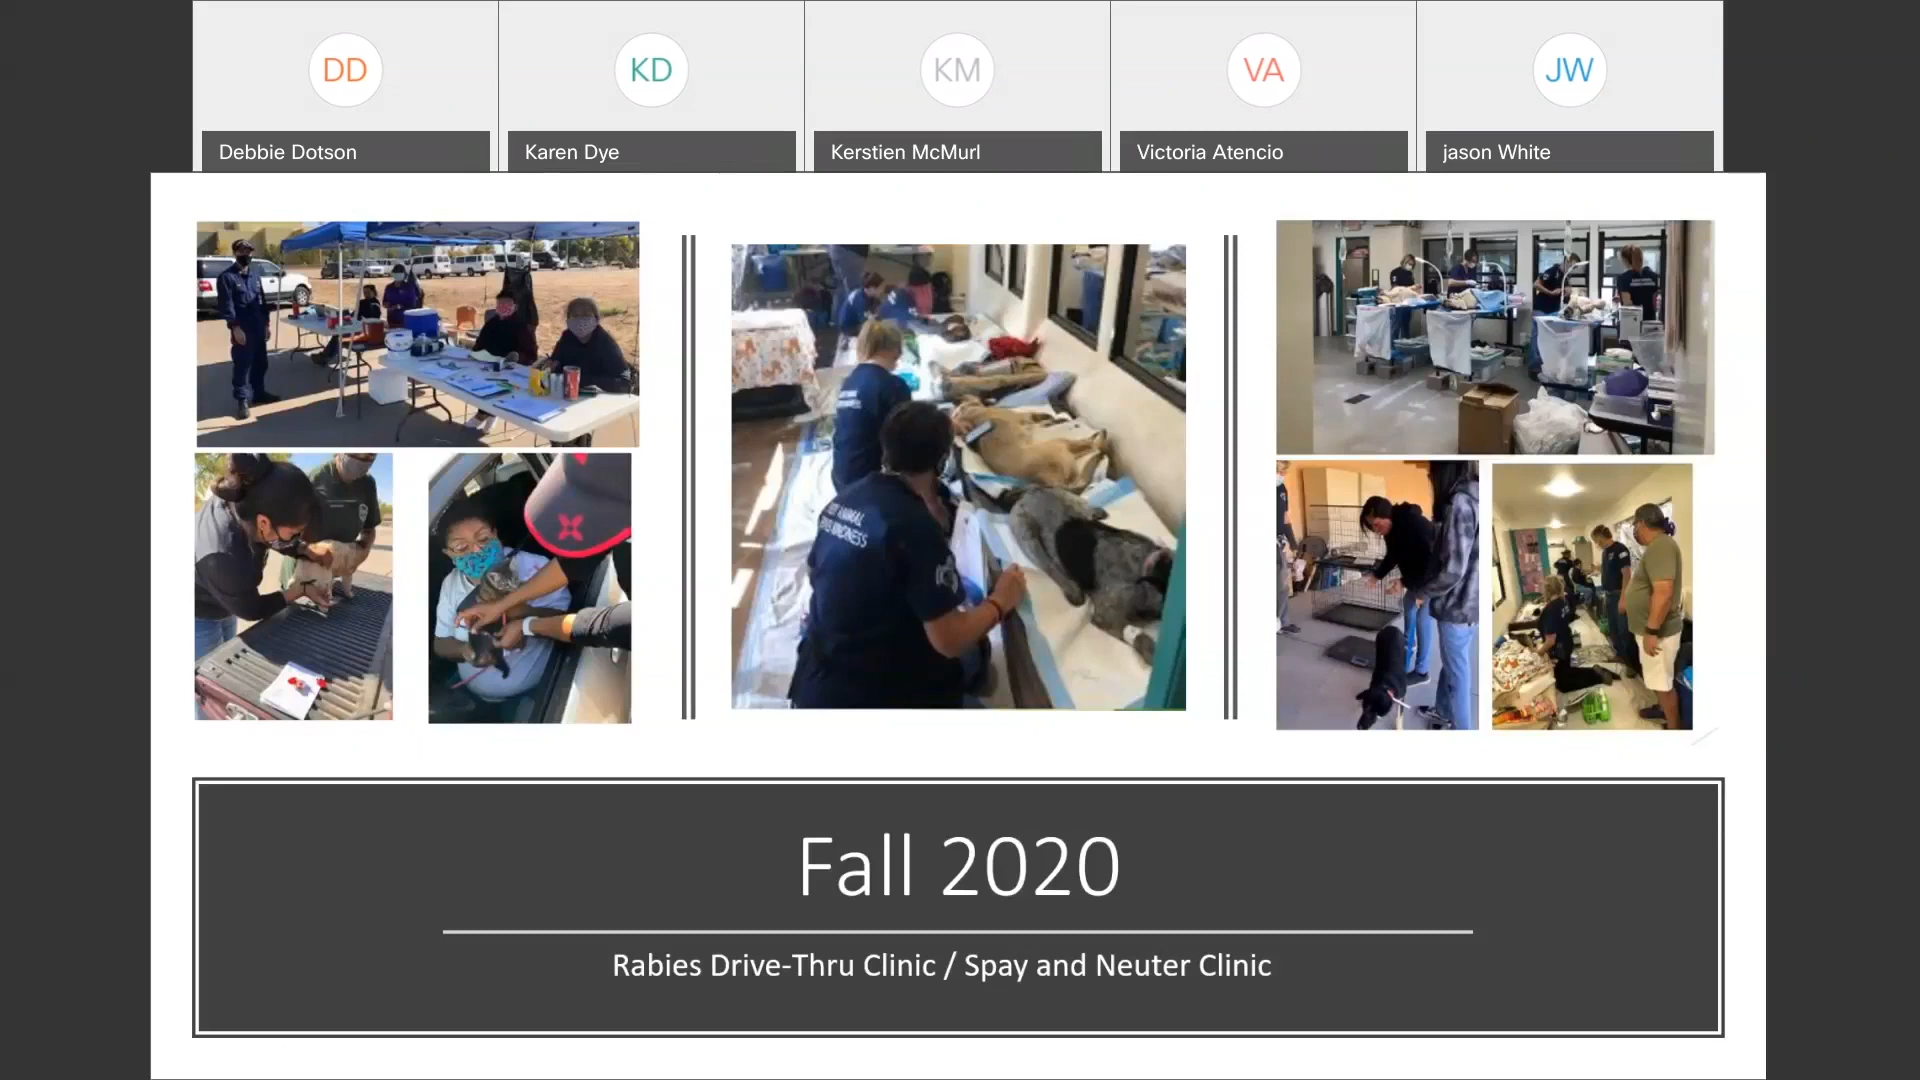 DD
KD
KM
VA
JW
Debbie Dotson
Karen Dye
Kerstien McMurl
Victoria Atencio
jason White
Fall 2020
Rabies Drive-Thru Clinic / Spay and Neuter Clinic